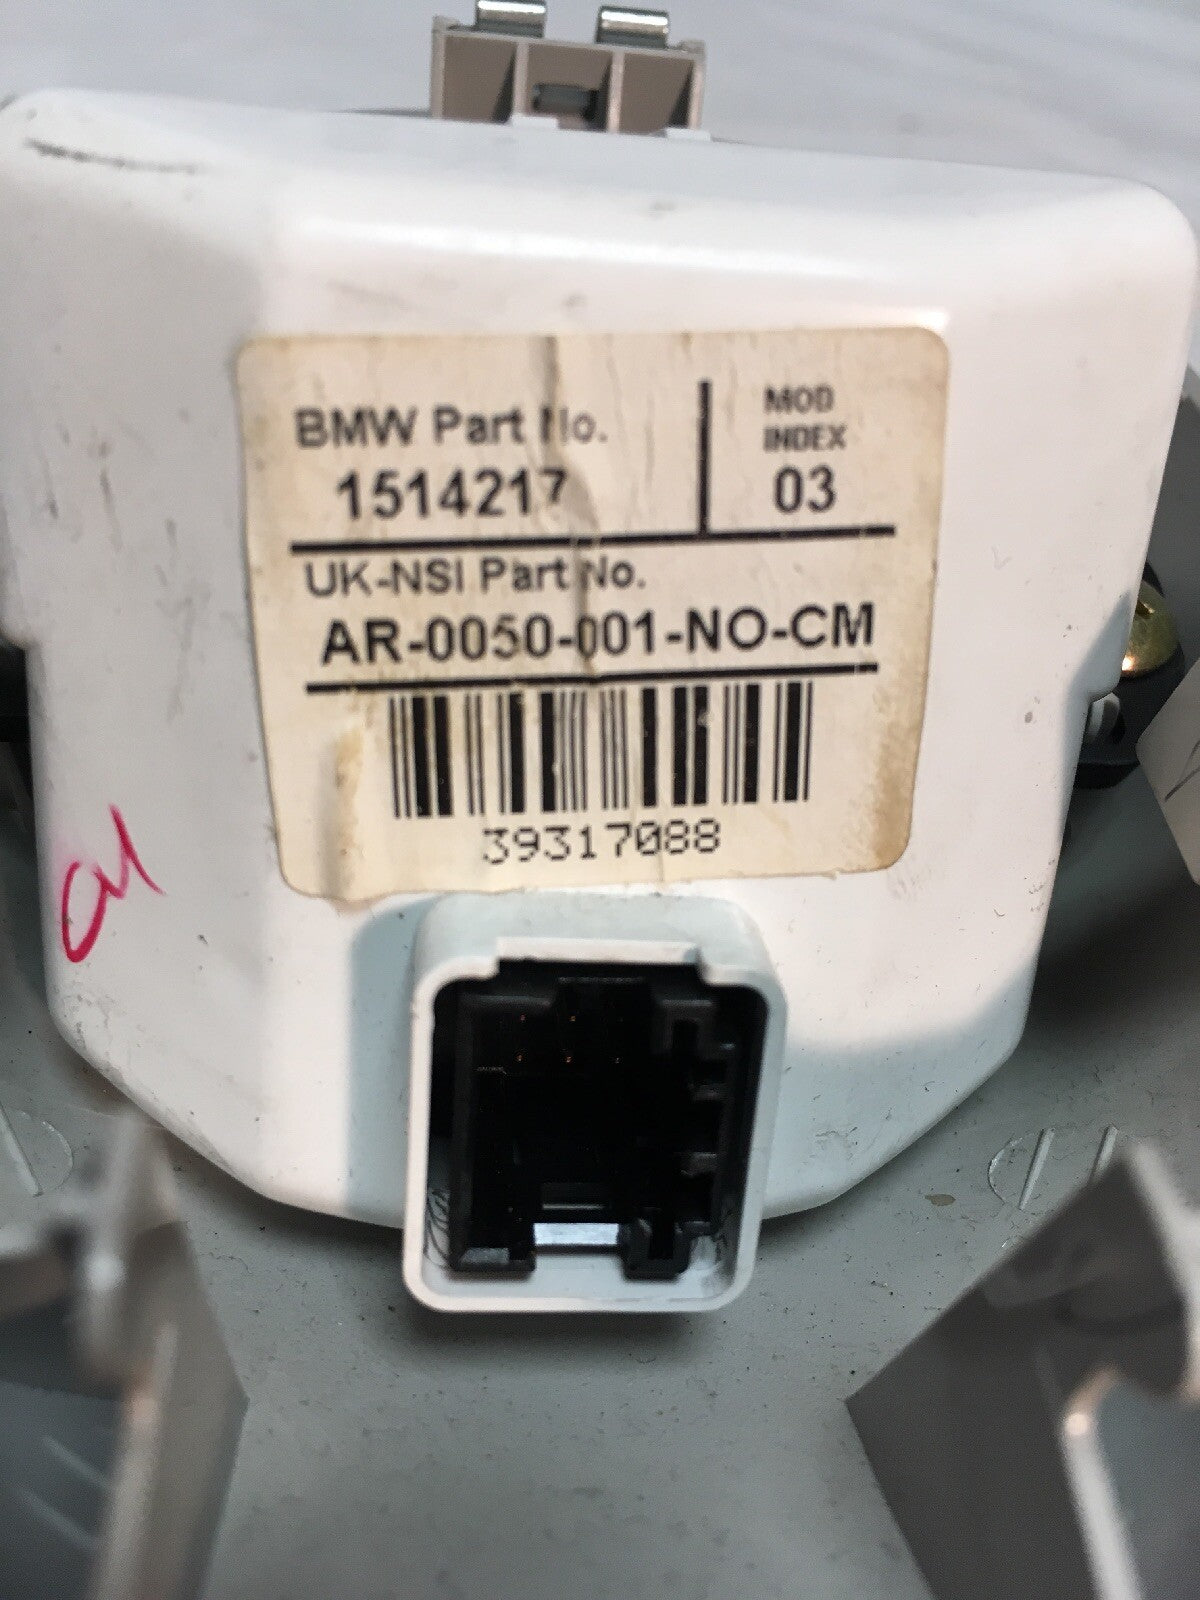 BMW Part No.
1514217
MOD
INDEX
03
UK-NSI Part No.
AR-0050-001-NO-CM
39317088